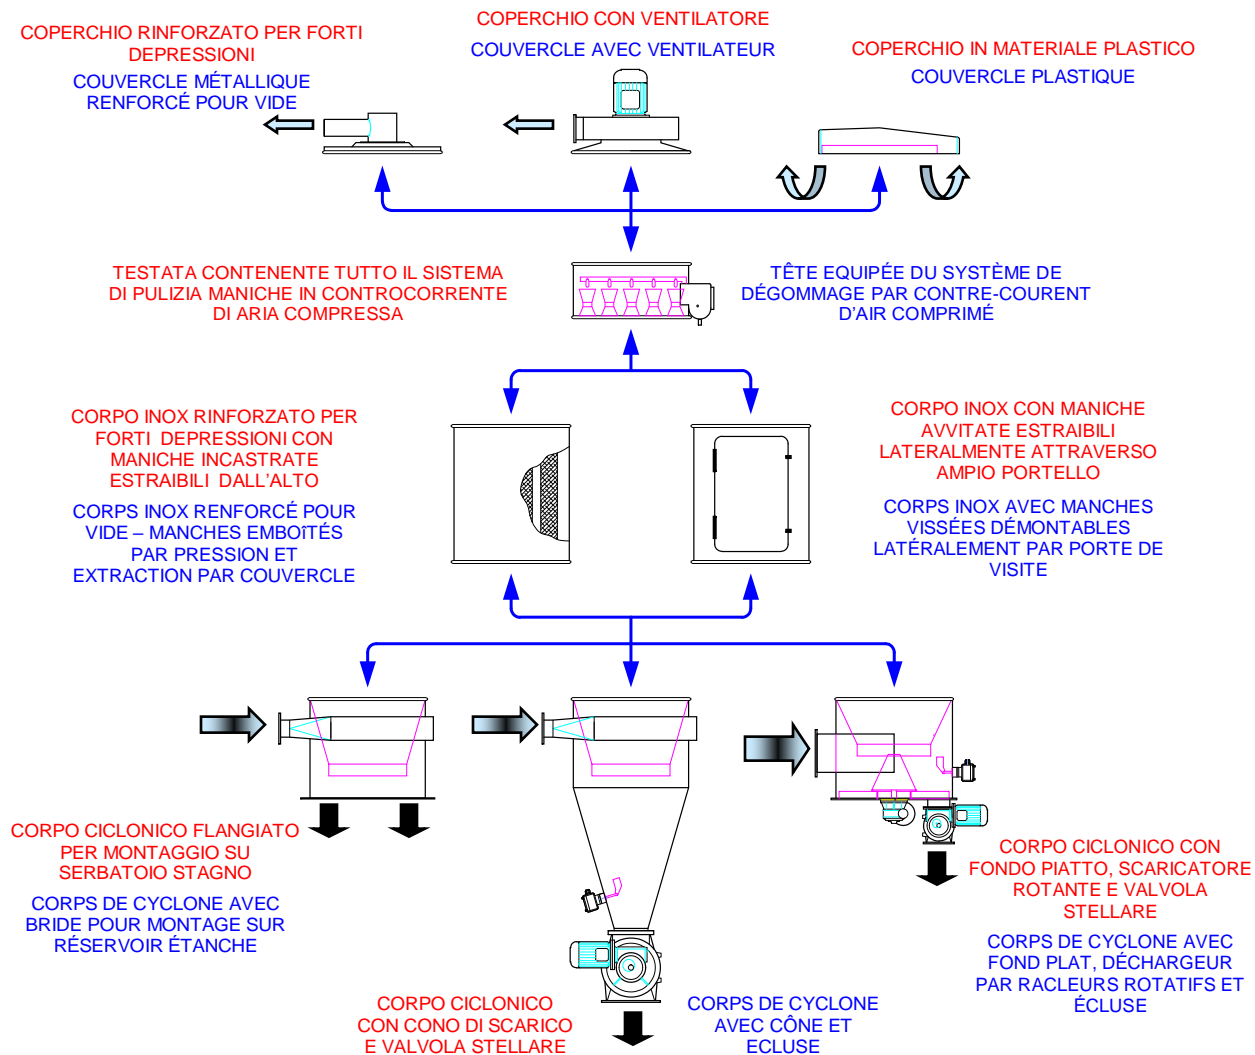 COPERCHIO RINFORZATO PER FORTI
DEPRESSIONI
COUVERCLE MÉTALLIQUE
RENFORCÉ POUR VIDE
COPERCHIO CON VENTILATORE
COUVERCLE AVEC VENTILATEUR
COPERCHIO IN MATERIALE PLASTICO
COUVERCLE PLASTIQUE
TESTATA CONTENENTE TUTTO IL SISTEMA
DI PULIZIA MANICHE IN CONTROCORRENTE
DI ARIA COMPRESSA
TÊTE EQUIPÉE DU SYSTÈME DE
DÉGOMMAGE PAR CONTRE-COURENT
D'AIR COMPRIMÉ
CORPO INOX RINFORZATO PER
FORTI DEPRESSIONI CON
MANICHE INCASTRATE
ESTRAIBILI DALL'ALTO
CORPS INOX RENFORCÉ POUR
VIDE – MANCHES EMBOîTÉS
PAR PRESSION ET
EXTRACTION PAR COUVERCLE
CORPO INOX CON MANICHE
AVVITATE ESTRAIBILI
LATERALMENTE ATTRAVERSO
AMPIO PORTELLO
CORPS INOX AVEC MANCHES
VISSÉES DÉMONTABLES
LATÉRALEMENT PAR PORTE DE
VISITE
CORPO CICLONICO FLANGIATO
PER MONTAGGIO SU
SERBATOIO STAGNO
CORPS DE CYCLONE AVEC
BRIDE POUR MONTAGE SUR
RÉSERVOIR ÉTANCHE
CORPO CICLONICO
CON CONO DI SCARICO
E VALVOLA STELLARE
CORPS DE CYCLONE
AVEC CÔNE ET
ECLUSE
CORPO CICLONICO CON
FONDO PIATTO, SCARICATORE
ROTANTE E VALVOLA
STELLARE
CORPS DE CYCLONE AVEC
FOND PLAT, DÉCHARGEUR
PAR RACLEURS ROTATIFS ET
ÉCLUSE